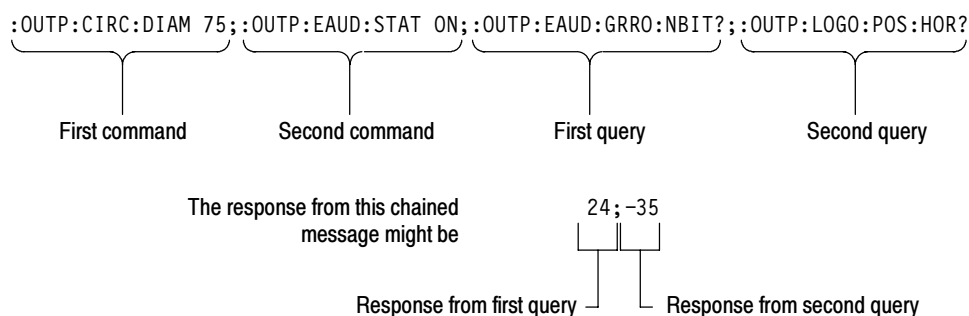 :OUTP:CIRC:DIAM 75;:OUTP:EAUD:STAT ON;:OUTP:EAUD:GRRO:NBIT?;:OUTP:LOGO:POS:HOR?
First command Second command First query Second query
The response from this chained 24;-35
message might be
Response from first query Response from second query